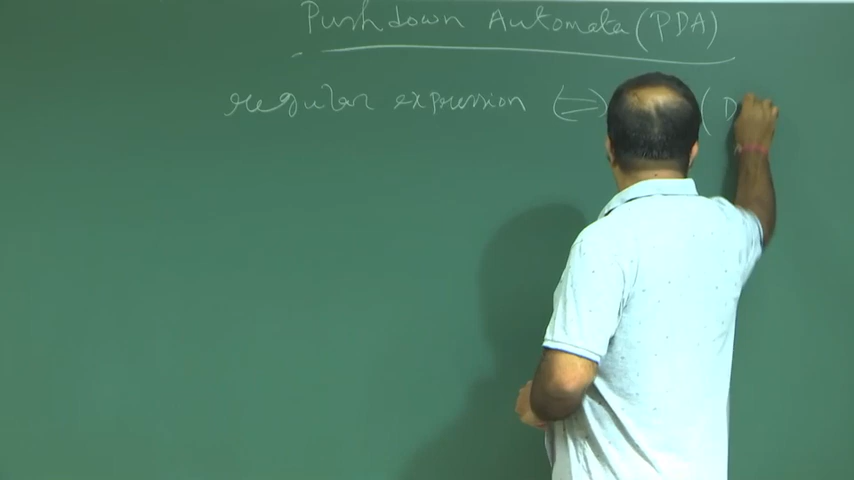 Pushdown Automata (PDA)
regular expression ⇔ ( D